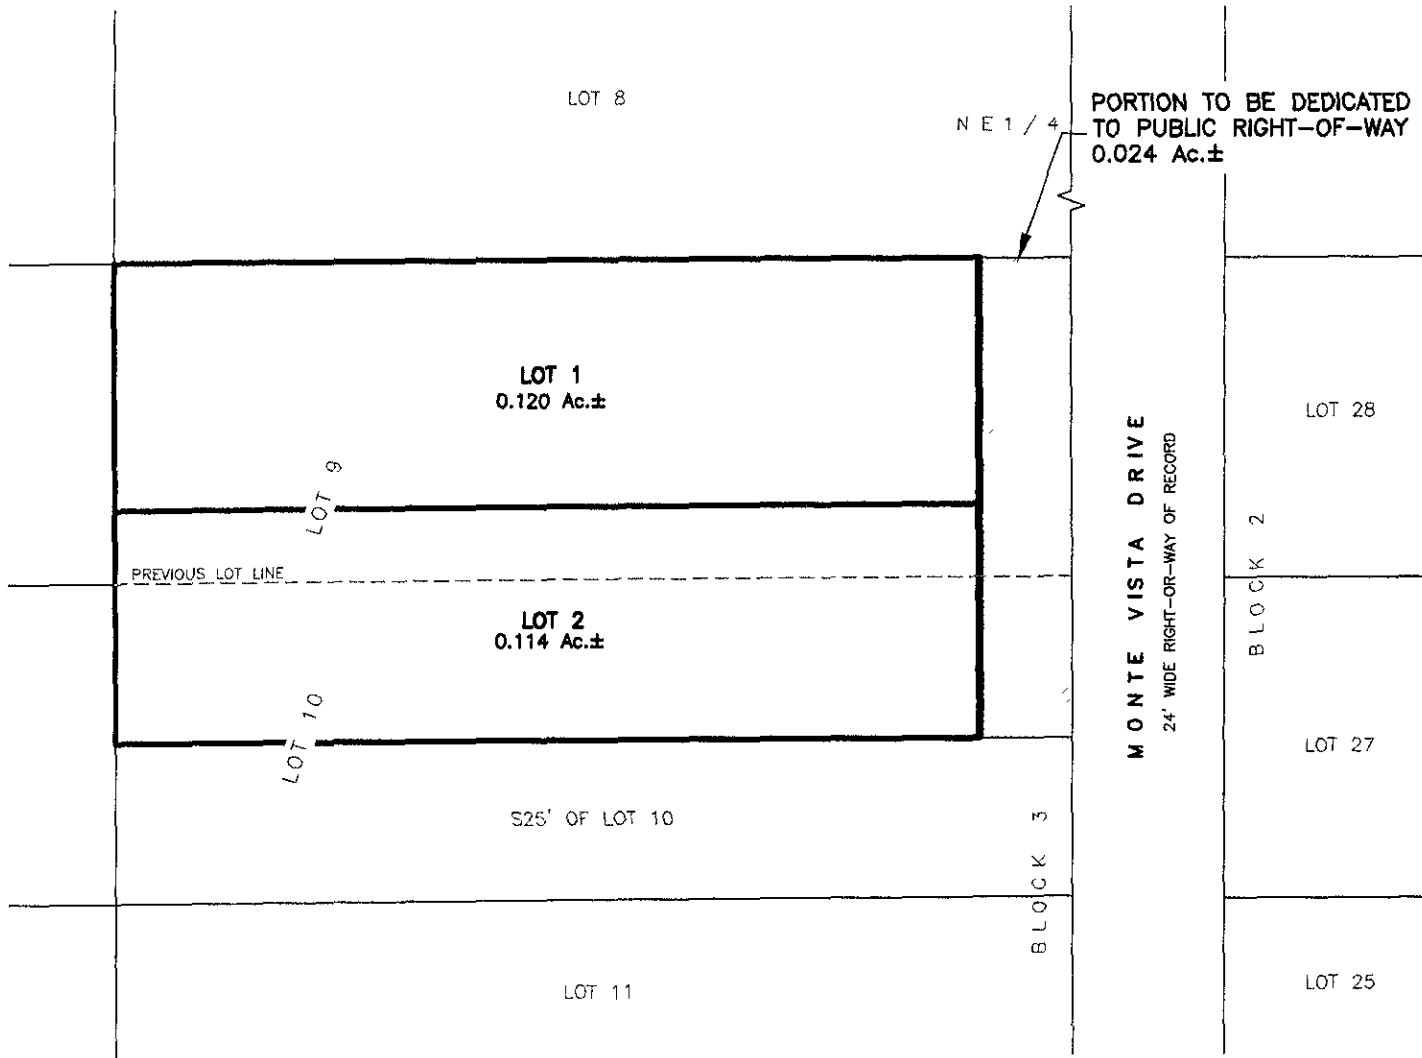 LOT 8
NE1/4
PORTION TO BE DEDICATED
TO PUBLIC RIGHT-OF-WAY
0.024 Ac.±
LOT 1
0.120 Ac.±
LOT 9
PREVIOUS LOT LINE
LOT 2
0.114 Ac.±
LOT 10
S25' OF LOT 10
LOT 11
BLOCK 3
MONTE VISTA DRIVE
24' WIDE RIGHT-OR-WAY OF RECORD
BLOCK 2
LOT 28
LOT 27
LOT 25